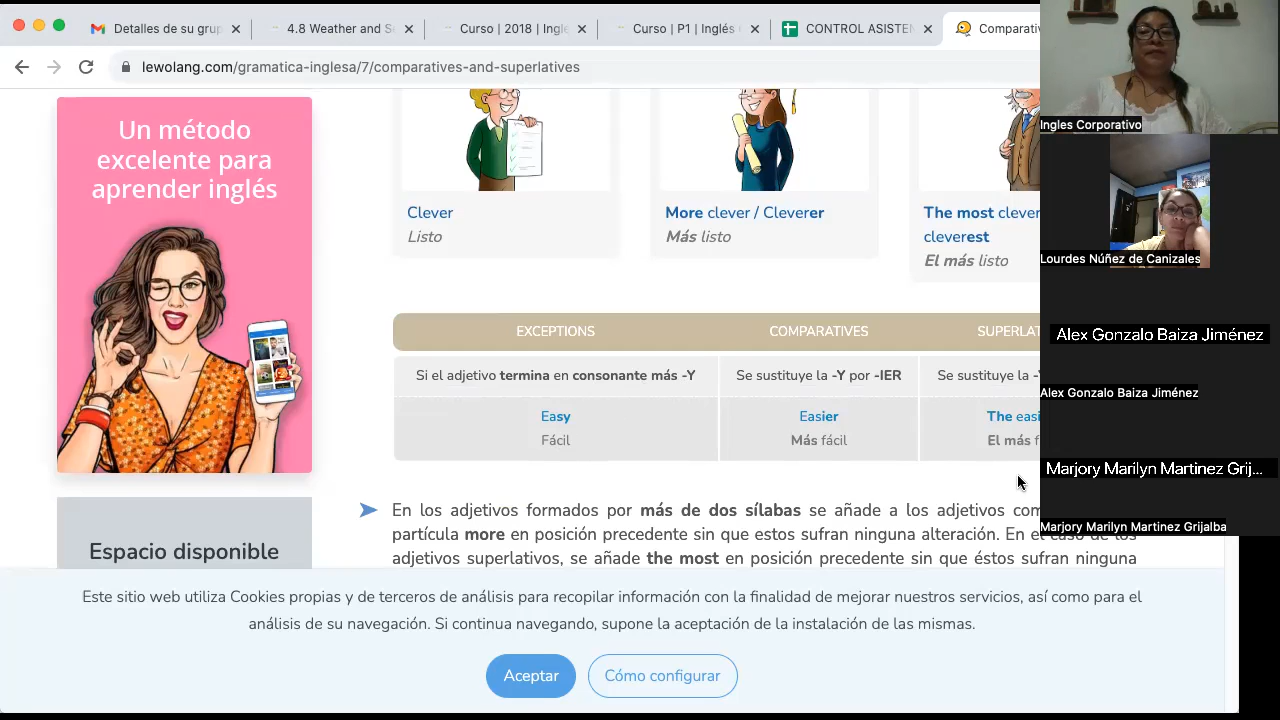 Detalles de su grup
4.8 Weather and S
Curso | 2018 | Ingle
Curso | P1 | Inglés
CONTROL ASISTEN
Comparativ
lewolang.com/gramatica-inglesa/7/comparatives-and-superlatives
Un método
excelente para
aprender inglés
Espacio disponible
Clever
Listo
More clever / Cleverer
Más listo
The most clever
cleverest
El más listo
EXCEPTIONS COMPARATIVES SUPERLAT
Si el adjetivo termina en consonante más -Y Se sustituye la -Y por -IER Se sustituye la -Y
Easy Easier The easi
Fácil Más fácil El más f
En los adjetivos formados por más de dos sílabas se añade a los adjetivos com
partícula more en posición precedente sin que estos sufran ninguna alteración. En el caso de los
adjetivos superlativos, se añade the most en posición precedente sin que éstos sufran ninguna
Este sitio web utiliza Cookies propias y de terceros de análisis para recopilar información con la finalidad de mejorar nuestros servicios, así como para el
análisis de su navegación. Si continua navegando, supone la aceptación de la instalación de las mismas.
Aceptar
Cómo configurar
Ingles Corporativo
Lourdes Núñez de Canizales
Alex Gonzalo Baiza Jiménez
Alex Gonzalo Baiza Jiménez
Marjory Marilyn Martinez Grij...
Marjory Marilyn Martinez Grijalba